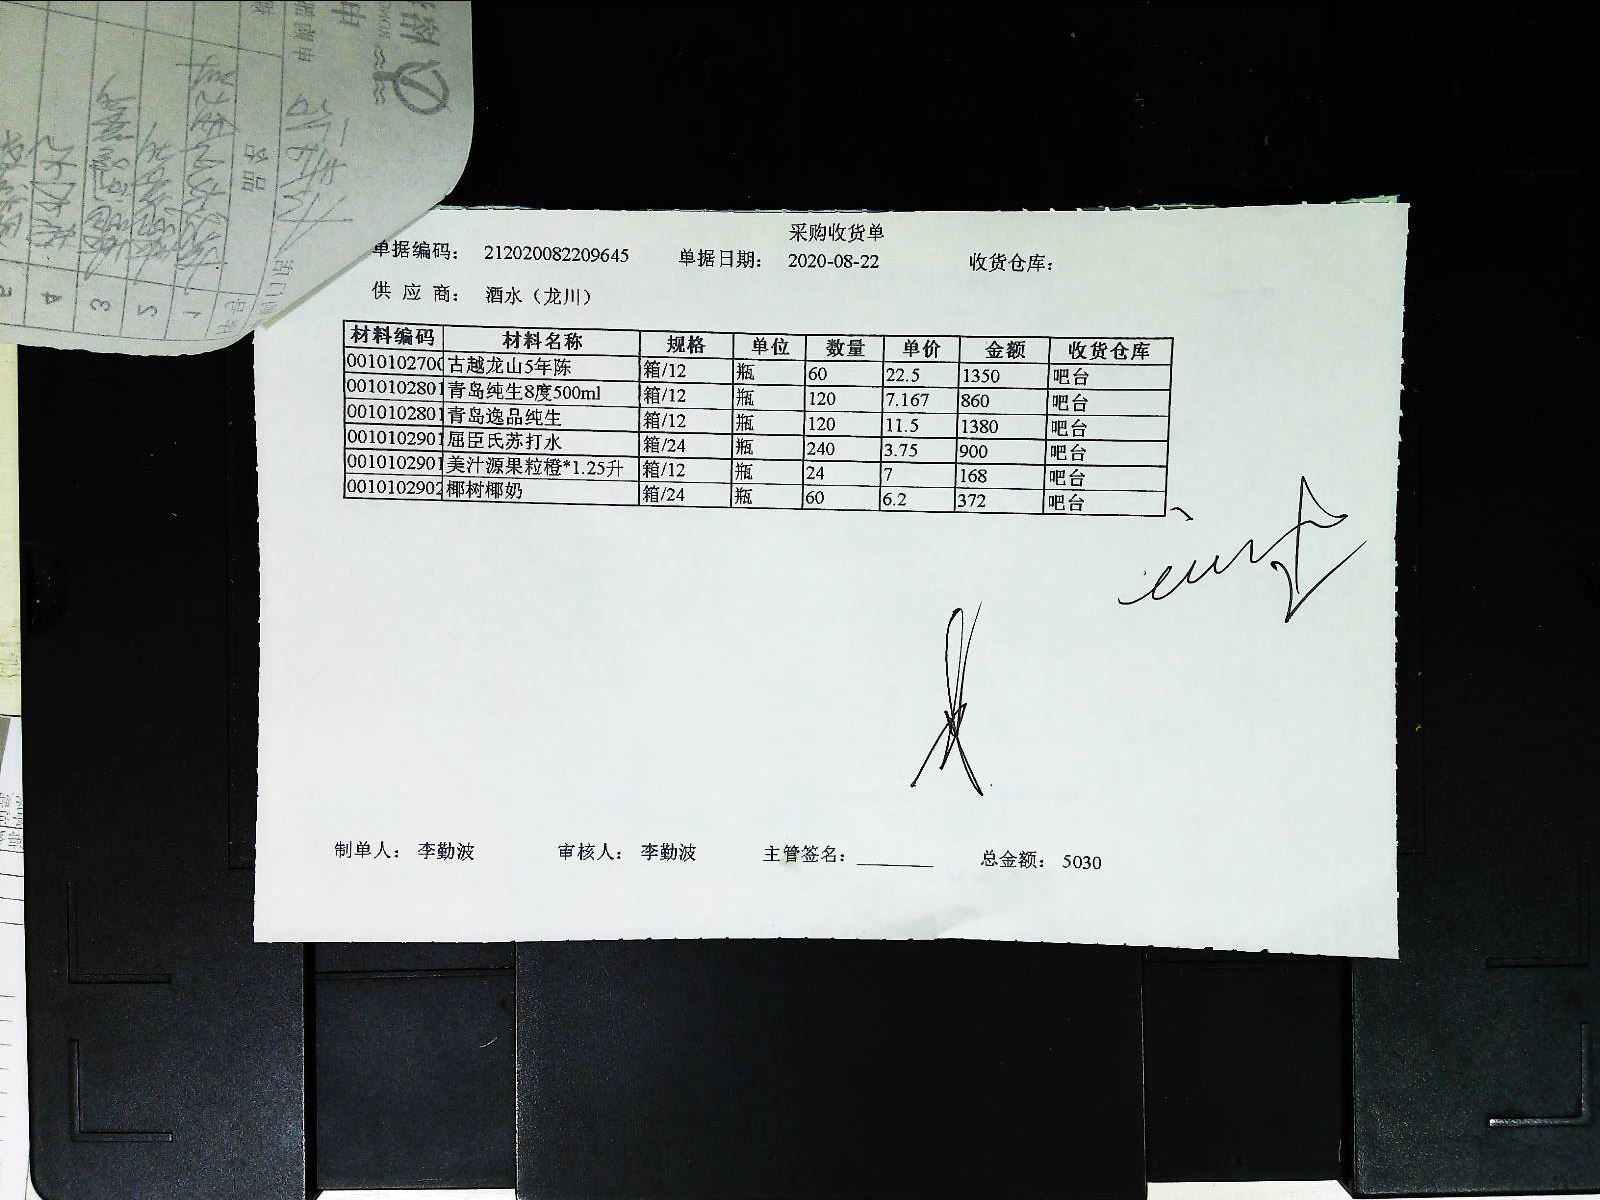 采购收货单
单据编码： 212020082209645 单据日期： 2020-08-22 收货仓库：
供 应 商： 酒水（龙川）
材料编码 材料名称 规格 单位 数量 单价 金额 收货仓库
001010270 古越龙山5年陈 箱/12 瓶 60 22.5 1350 吧台
001010280 青岛纯生8度500ml 箱/12 瓶 120 7.167 860 吧台
001010280 青岛逸品纯生 箱/12 瓶 120 11.5 1380 吧台
001010290 屈臣氏苏打水 箱/24 瓶 240 3.75 900 吧台
001010290 美汁源果粒橙*1.25升 箱/12 瓶 24 7 168 吧台
001010290 椰树椰奶 箱/24 瓶 60 6.2 372 吧台
制单人： 李勤波 审核人： 李勤波 主管签名： 总金额： 5030